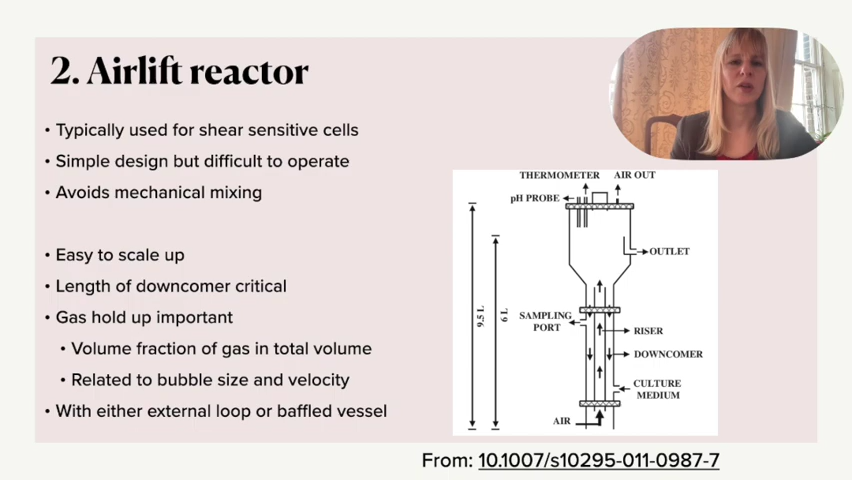 2. Airlift reactor
• Typically used for shear sensitive cells
• Simple design but difficult to operate
• Avoids mechanical mixing
• Easy to scale up
• Length of downcomer critical
• Gas hold up important
• Volume fraction of gas in total volume
• Related to bubble size and velocity
• With either external loop or baffled vessel
THERMOMETER
AIR OUT
pH PROBE
OUTLET
9.5 L
6 L
SAMPLING
PORT
RISER
DOWNCOMER
CULTURE
MEDIUM
AIR
From: 10.1007/s10295-011-0987-7